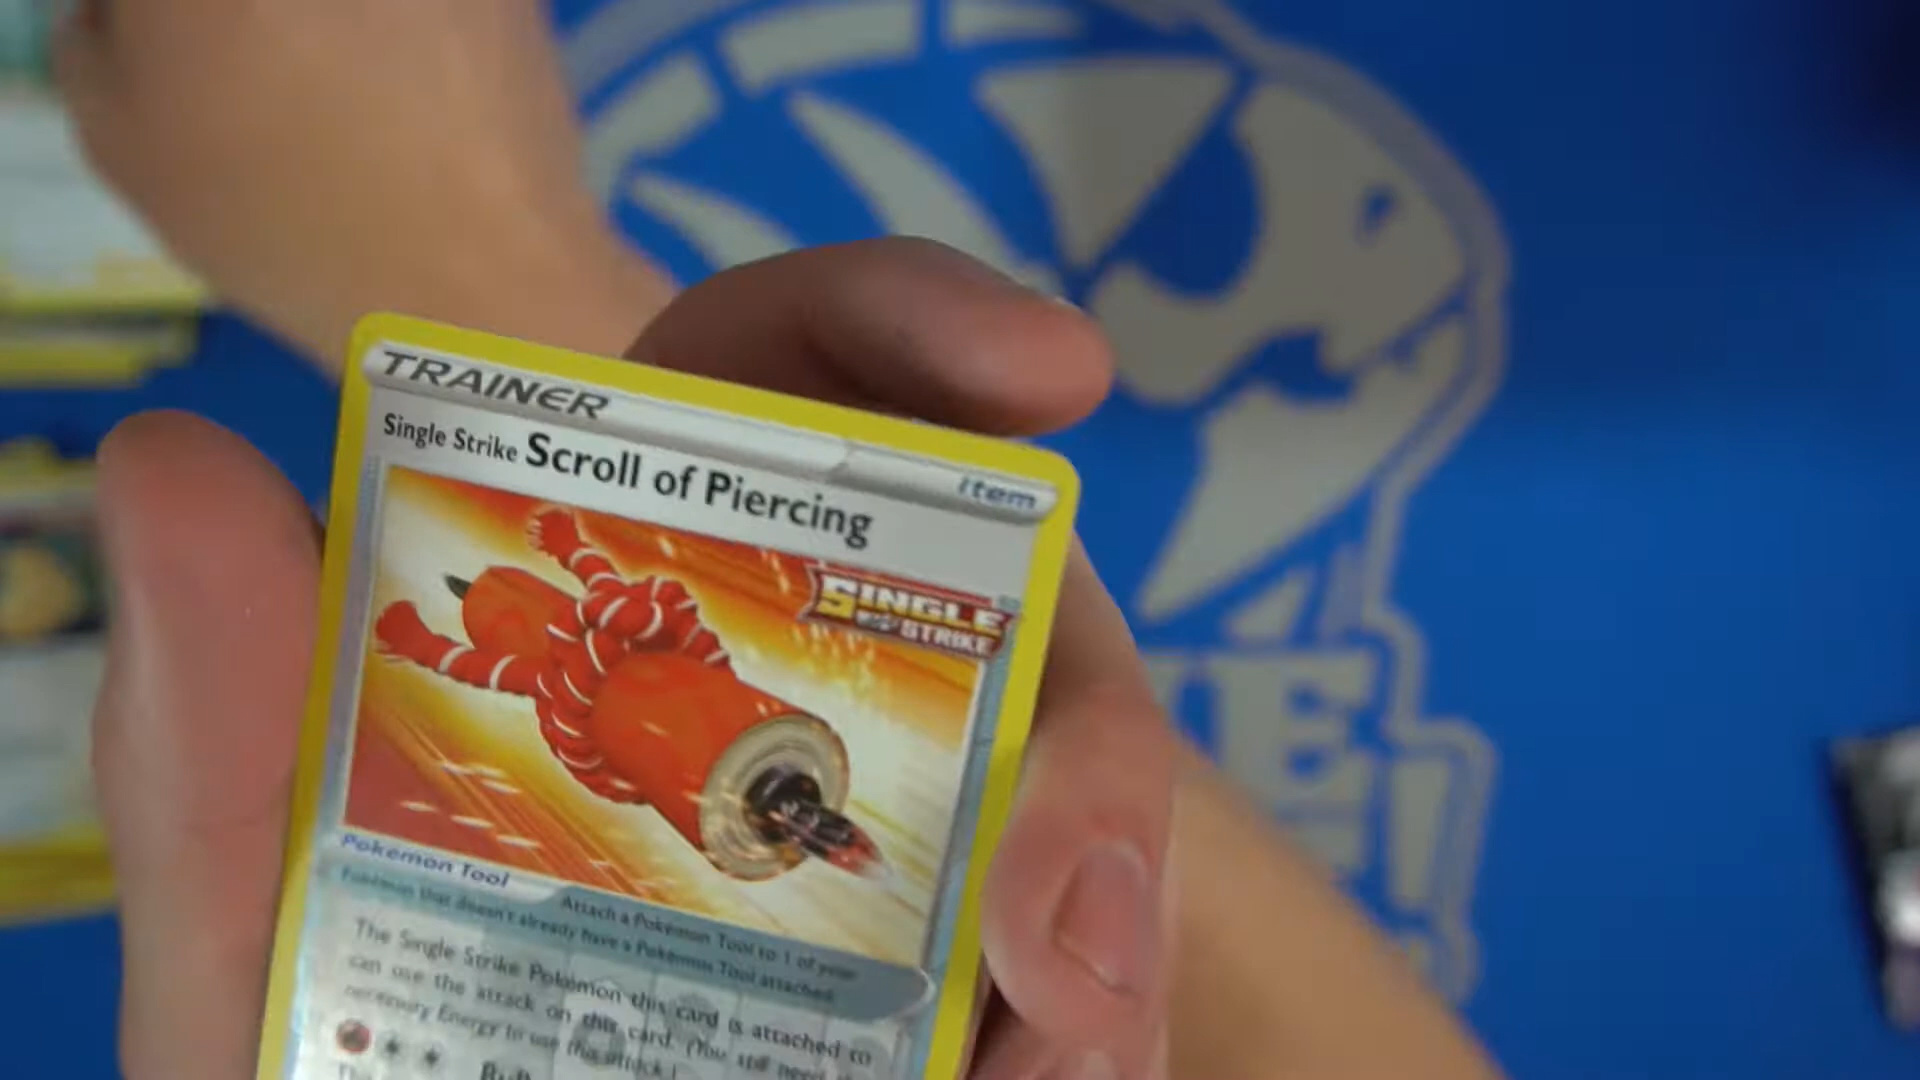 TRAINER
Single Strike Scroll of Piercing
Item
SINGLE
STRIKE
Pokémon Tool
Attach a Pokémon Tool to 1 of your
Pokémon that doesn't already have a Pokémon Tool attached.
The Single Strike Pokémon this card is attached to
can use the attack on this card. (You still need the
necessary Energy to use this attack.)